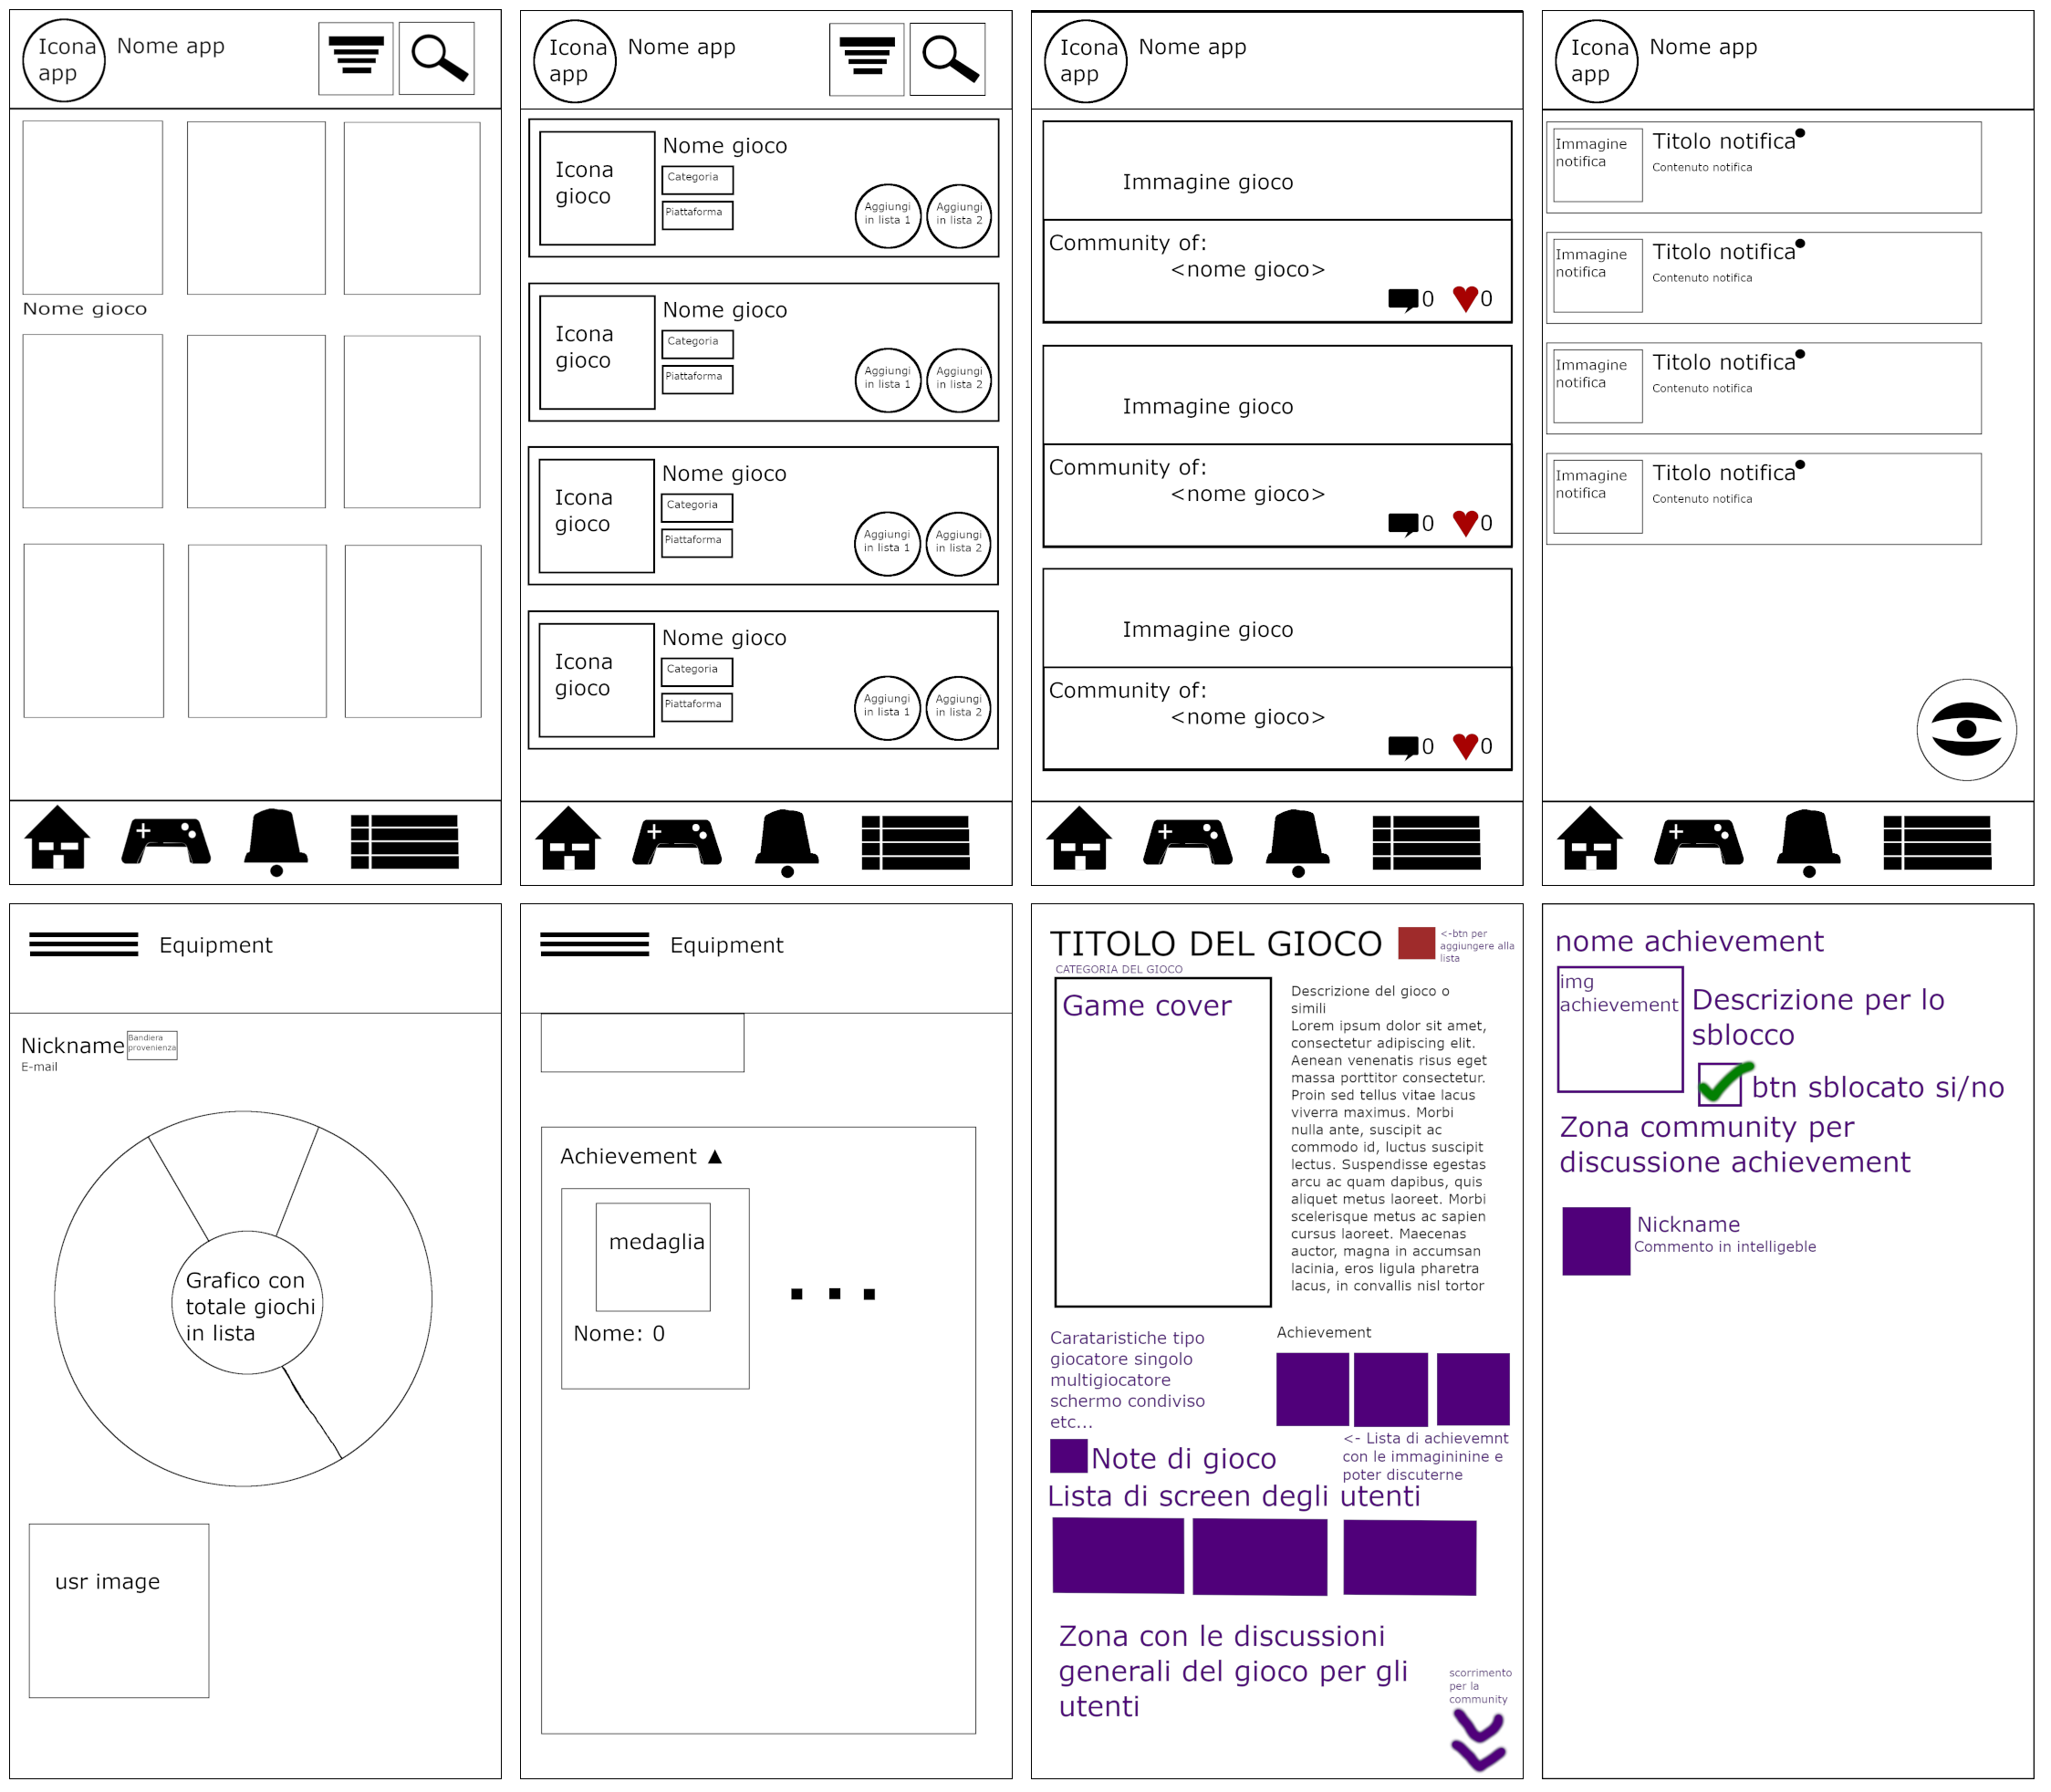 Icona
app
Nome app
Nome gioco
Icona
app
Nome app
Icona
gioco
Nome gioco
Categoria
Piattaforma
Aggiungi
in lista 1
Aggiungi
in lista 2
Icona
gioco
Nome gioco
Categoria
Piattaforma
Aggiungi
in lista 1
Aggiungi
in lista 2
Icona
gioco
Nome gioco
Categoria
Piattaforma
Aggiungi
in lista 1
Aggiungi
in lista 2
Icona
gioco
Nome gioco
Categoria
Piattaforma
Aggiungi
in lista 1
Aggiungi
in lista 2
Icona
app
Nome app
Immagine gioco
Community of:
<nome gioco>
0 0
Immagine gioco
Community of:
<nome gioco>
0 0
Immagine gioco
Community of:
<nome gioco>
0 0
Icona
app
Nome app
Immagine
notifica
Titolo notifica
Contenuto notifica
Immagine
notifica
Titolo notifica
Contenuto notifica
Immagine
notifica
Titolo notifica
Contenuto notifica
Immagine
notifica
Titolo notifica
Contenuto notifica
Equipment
Nickname
Bandiera
provenienza
E-mail
Grafico con
totale giochi
in lista
usr image
Equipment
Achievement ▲
medaglia
Nome: 0
TITOLO DEL GIOCO
<-btn per
aggiungere alla
lista
CATEGORIA DEL GIOCO
Game cover
Descrizione del gioco o
simili
Lorem ipsum dolor sit amet,
consectetur adipiscing elit.
Aenean venenatis risus eget
massa porttitor consectetur.
Proin sed tellus vitae lacus
viverra maximus. Morbi
nulla ante, suscipit ac
commodo id, luctus suscipit
lectus. Suspendisse egestas
arcu ac quam dapibus, quis
aliquet metus laoreet. Morbi
scelerisque metus ac sapien
cursus laoreet. Maecenas
auctor, magna in accumsan
lacinia, eros ligula pharetra
lacus, in convallis nisl tortor
Carataristiche tipo
giocatore singolo
multigiocatore
schermo condiviso
etc...
Achievement
<- Lista di achievemnt
con le immagininine e
poter discuterne
Note di gioco
Lista di screen degli utenti
Zona con le discussioni
generali del gioco per gli
utenti
scorrimento
per la
community
nome achievement
img
achievement
Descrizione per lo
sblocco
btn sblocato si/no
Zona community per
discussione achievement
Nickname
Commento in intelligeble